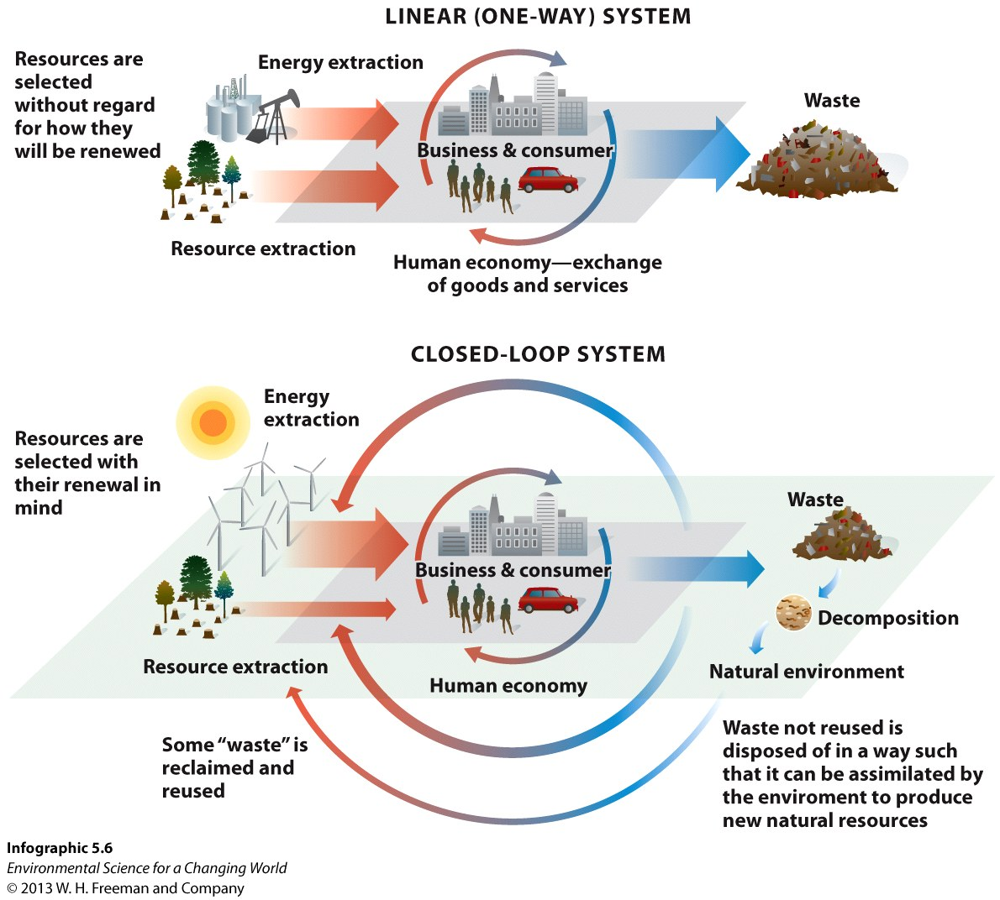 LINEAR (ONE-WAY) SYSTEM
Resources are
selected
without regard
for how they
will be renewed
Energy extraction
Waste
Business & consumer
Resource extraction
Human economy—exchange
of goods and services
CLOSED-LOOP SYSTEM
Energy
extraction
Resources are
selected with
their renewal in
mind
Waste
Business & consumer
Decomposition
Resource extraction
Natural environment
Human economy
Some “waste” is
reclaimed and
reused
Waste not reused is
disposed of in a way such
that it can be assimilated by
the enviroment to produce
new natural resources
Infographic 5.6
Environmental Science for a Changing World
© 2013 W. H. Freeman and Company